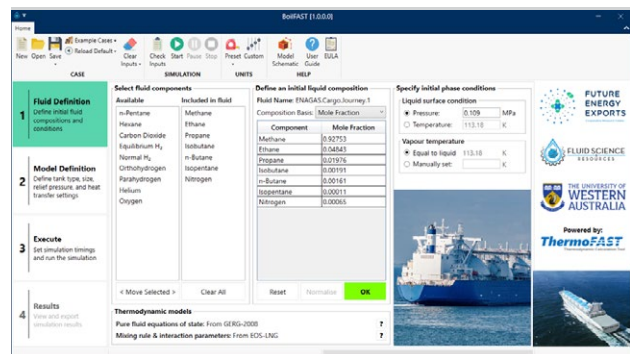 BoilFAST [1.0.0.0]
Home
New Open Save Example Cases Reload Default Clear Inputs Check Inputs Start Pause Stop Preset Custom Model Schematic User Guide EULA
CASE SIMULATION UNITS HELP
1 Fluid Definition
Define initial fluid
compositions and
conditions
2 Model Definition
Define tank type, size,
relief pressure, and heat
transfer settings
3 Execute
Set simulation timings
and run the simulation
4 Results
View and export
simulation results
Select fluid components
Available Included in fluid
n-Pentane Methane
Hexane Ethane
Carbon Dioxide Propane
Equilibrium H₂ Isobutane
Normal H₂ n-Butane
Orthohydrogen Isopentane
Parahydrogen Nitrogen
Helium
Oxygen
< Move Selected > Clear All
Define an initial liquid composition
Fluid Name: ENAGAS.Cargo.Journey.1
Composition Basis: Mole Fraction
Component Mole Fraction
Methane 0.92753
Ethane 0.04843
Propane 0.01976
Isobutane 0.00191
n-Butane 0.00161
Isopentane 0.00011
Nitrogen 0.00065
Reset Normalise OK
Specify initial phase conditions
Liquid surface condition
Pressure: 0.109 MPa
Temperature: 113.18 K
Vapour temperature
Equal to liquid 113.18 K
Manually set: K
Thermodynamic models
Pure fluid equations of state: From GERG-2008 ?
Mixing rule & interaction parameters: From EOS-LNG ?
FUTURE
ENERGY
EXPORTS
FLUID SCIENCE
RESOURCES
THE UNIVERSITY OF
WESTERN
AUSTRALIA
Powered by:
ThermoFAST